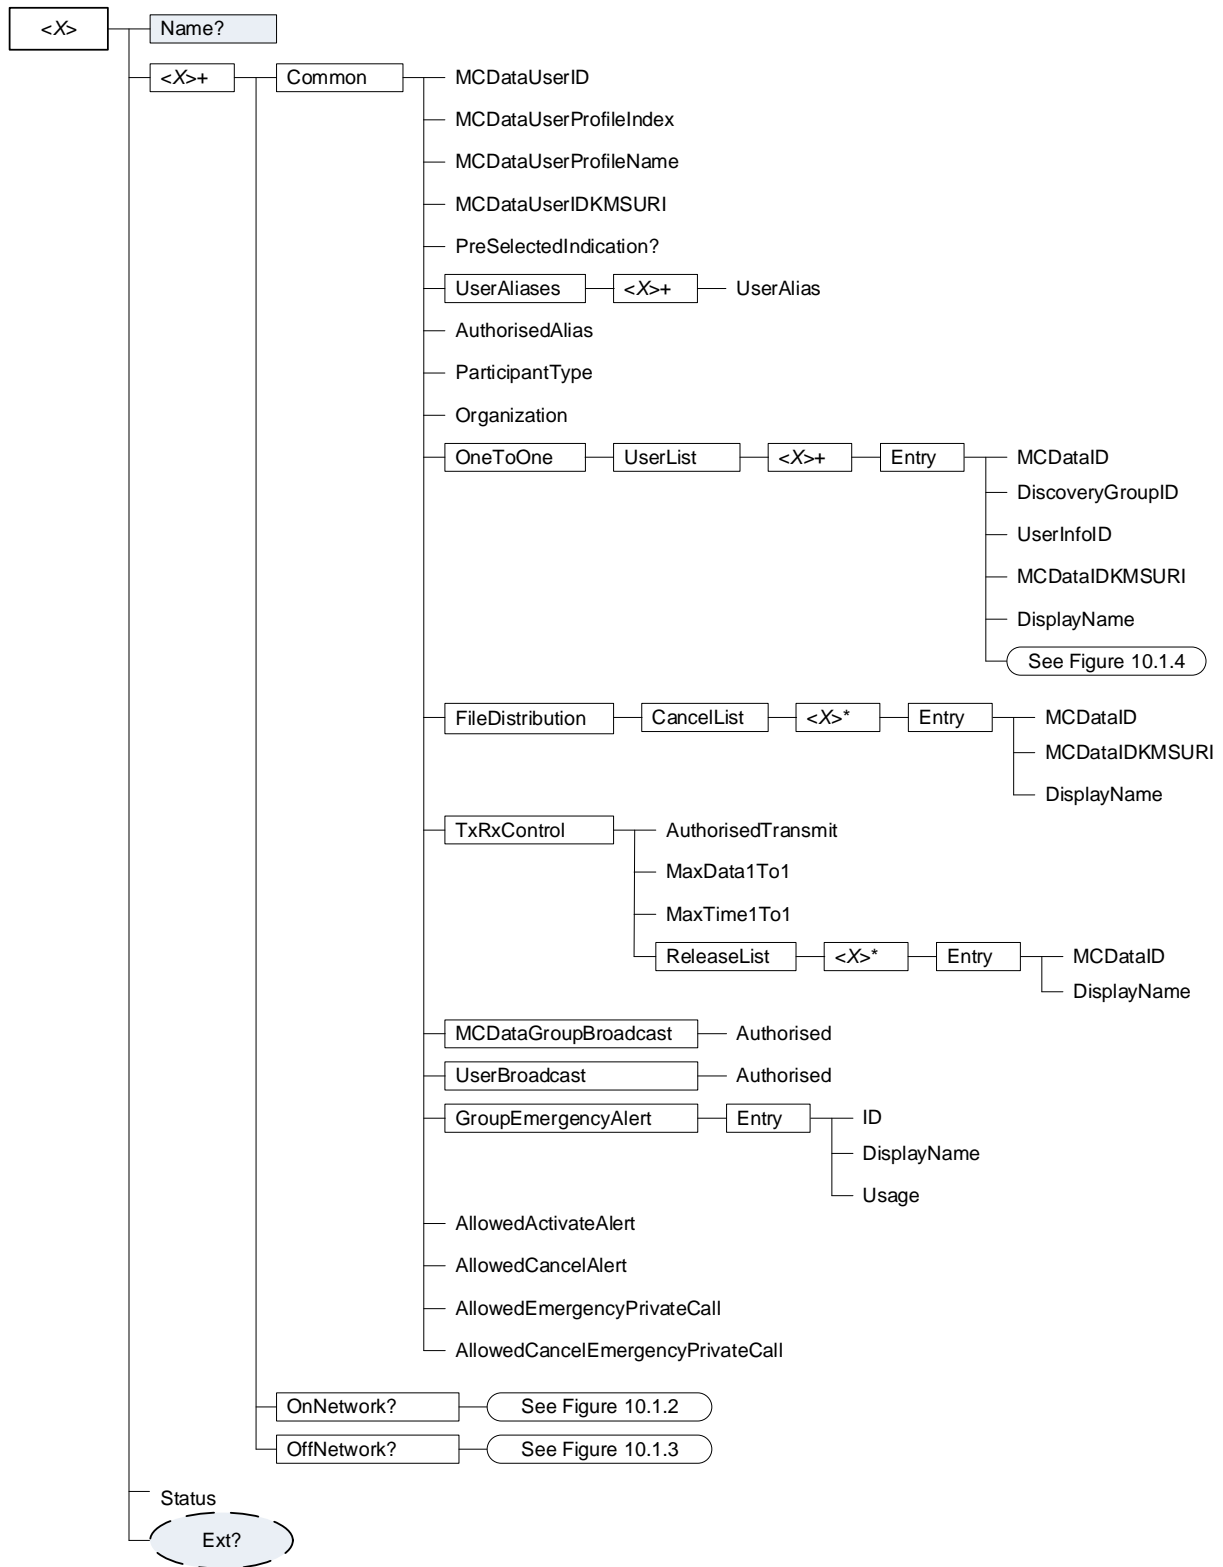 <X> Name?
<X>+ Common MCDataUserID
MCDataUserProfileIndex
MCDataUserProfileName
MCDataUserIDKMSURI
PreSelectedIndication?
UserAliases <X>+ UserAlias
AuthorisedAlias
ParticipantType
Organization
OneToOne UserList <X>+ Entry MCDataID
DiscoveryGroupID
UserInfoID
MCDataIDKMSURI
DisplayName
See Figure 10.1.4
FileDistribution CancelList <X>* Entry MCDataID
MCDataIDKMSURI
DisplayName
TxRxControl AuthorisedTransmit
MaxData1To1
MaxTime1To1
ReleaseList <X>* Entry MCDataID
DisplayName
MCDataGroupBroadcast Authorised
UserBroadcast Authorised
GroupEmergencyAlert Entry ID
DisplayName
Usage
AllowedActivateAlert
AllowedCancelAlert
AllowedEmergencyPrivateCall
AllowedCancelEmergencyPrivateCall
OnNetwork? See Figure 10.1.2
OffNetwork? See Figure 10.1.3
Status
Ext?